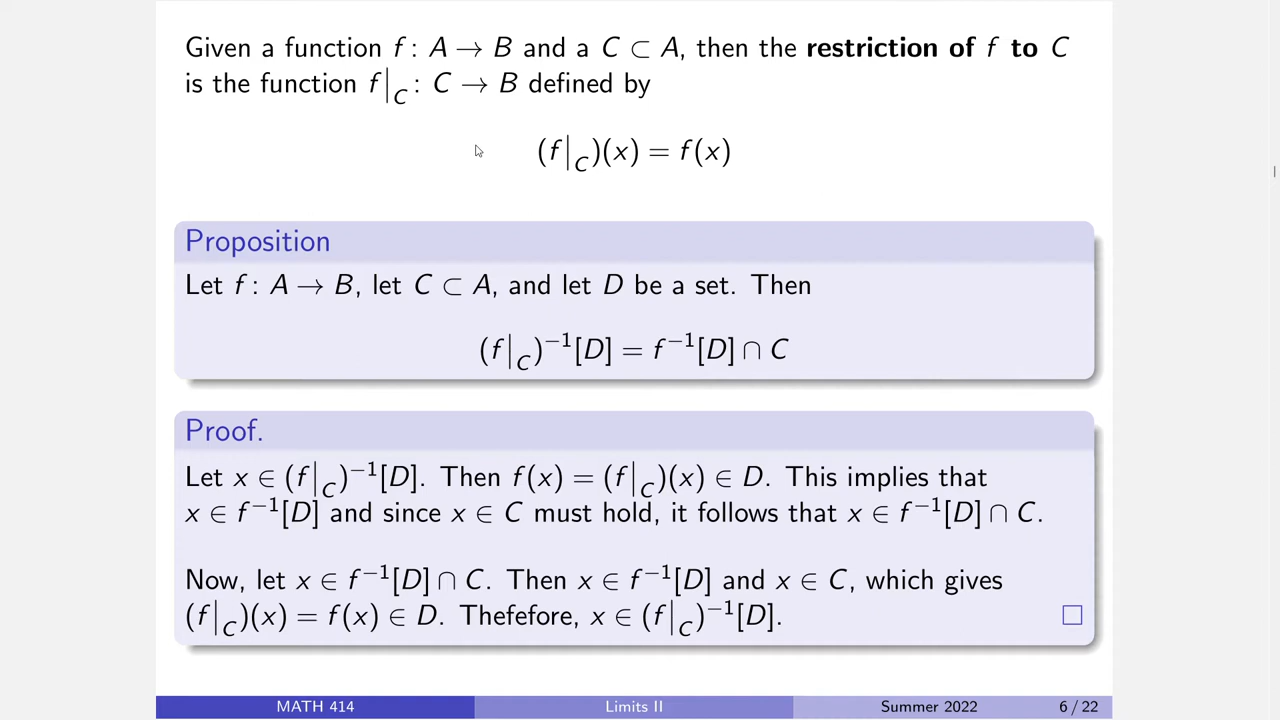 Given a function f : A → B and a C ⊂ A, then the restriction of f to C
is the function f|_C : C → B defined by
(f|_C)(x) = f(x)
Proposition
Let f : A → B, let C ⊂ A, and let D be a set. Then
(f|_C)⁻¹[D] = f⁻¹[D] ∩ C
Proof.
Let x ∈ (f|_C)⁻¹[D]. Then f(x) = (f|_C)(x) ∈ D. This implies that
x ∈ f⁻¹[D] and since x ∈ C must hold, it follows that x ∈ f⁻¹[D] ∩ C.
Now, let x ∈ f⁻¹[D] ∩ C. Then x ∈ f⁻¹[D] and x ∈ C, which gives
(f|_C)(x) = f(x) ∈ D. Thefefore, x ∈ (f|_C)⁻¹[D]. □
MATH 414 Limits II Summer 2022 6 / 22